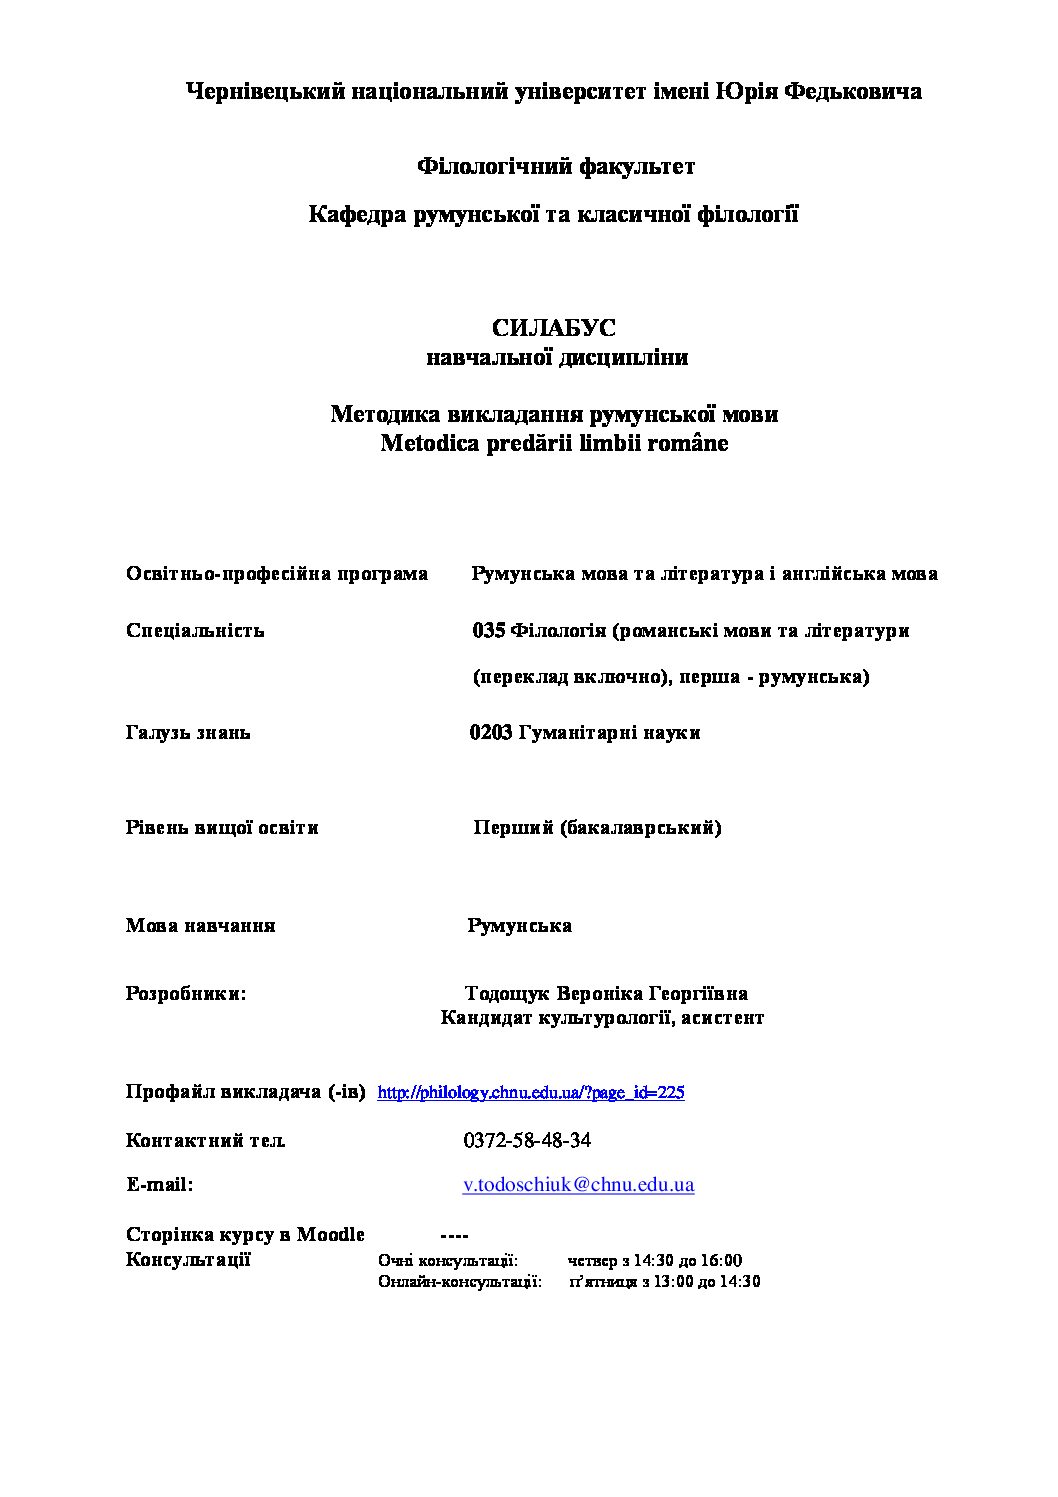 Чернівецький національний університет імені Юрія Федьковича
Філологічний факультет
Кафедра румунської та класичної філології
СИЛАБУС
навчальної дисципліни
Методика викладання румунської мови
Metodica predării limbii române
Освітньо-професійна програма Румунська мова та література і англійська мова
Спеціальність 035 Філологія (романські мови та літератури
(переклад включно), перша - румунська)
Галузь знань 0203 Гуманітарні науки
Рівень вищої освіти Перший (бакалаврський)
Мова навчання Румунська
Розробники: Тодощук Вероніка Георгіївна
Кандидат культурології, асистент
Профайл викладача (-ів) http://philology.chnu.edu.ua/?page_id=225
Контактний тел. 0372-58-48-34
E-mail: v.todoschiuk@chnu.edu.ua
Сторінка курсу в Moodle ----
Консультації Очні консультації: четвер з 14:30 до 16:00
Онлайн-консультації: п’ятниця з 13:00 до 14:30